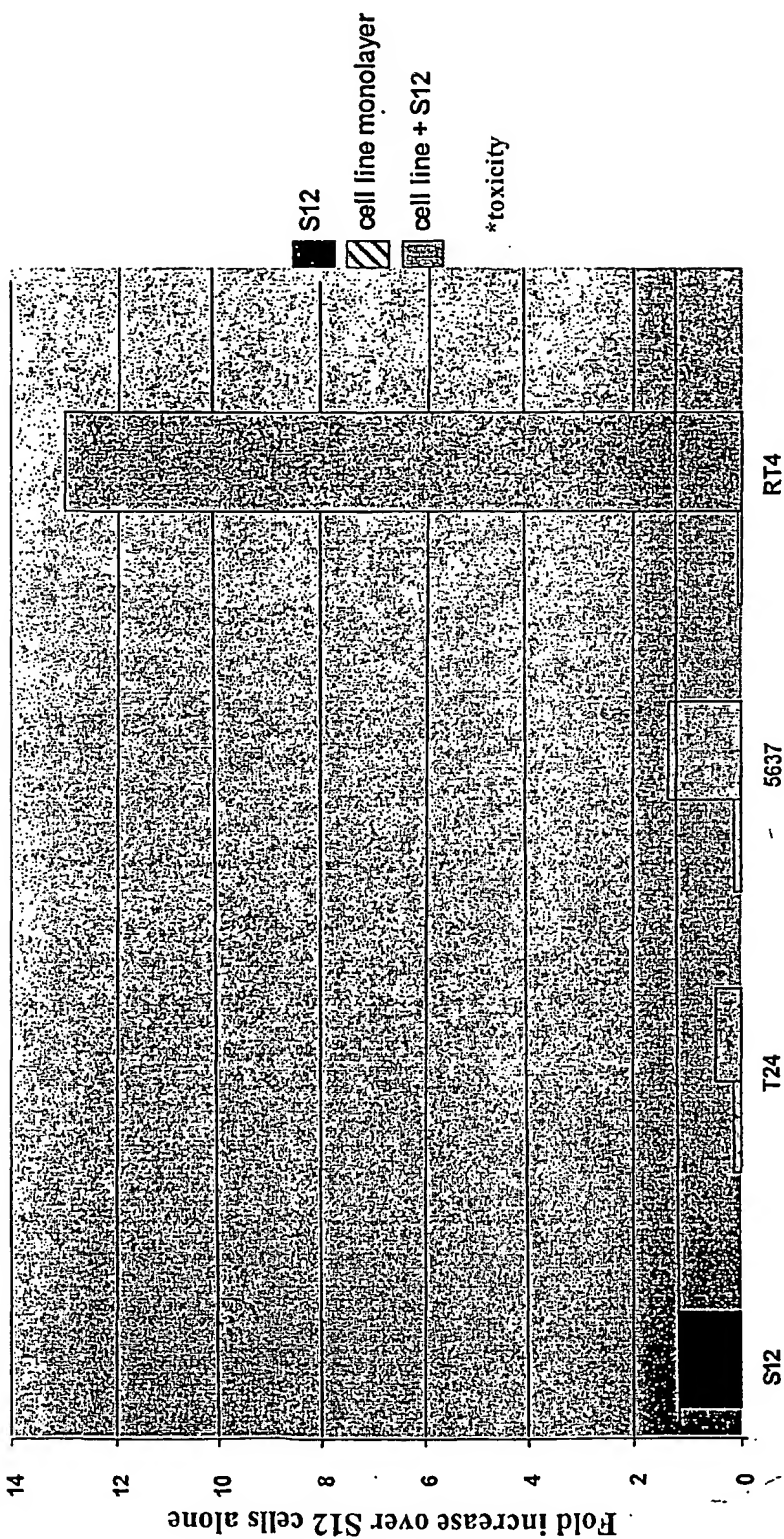 Fold increase over S12 cells alone
14
12
10
8
6
4
2
0
S12
T24
5637
RT4
S12
cell line monolayer
cell line + S12
*toxicity